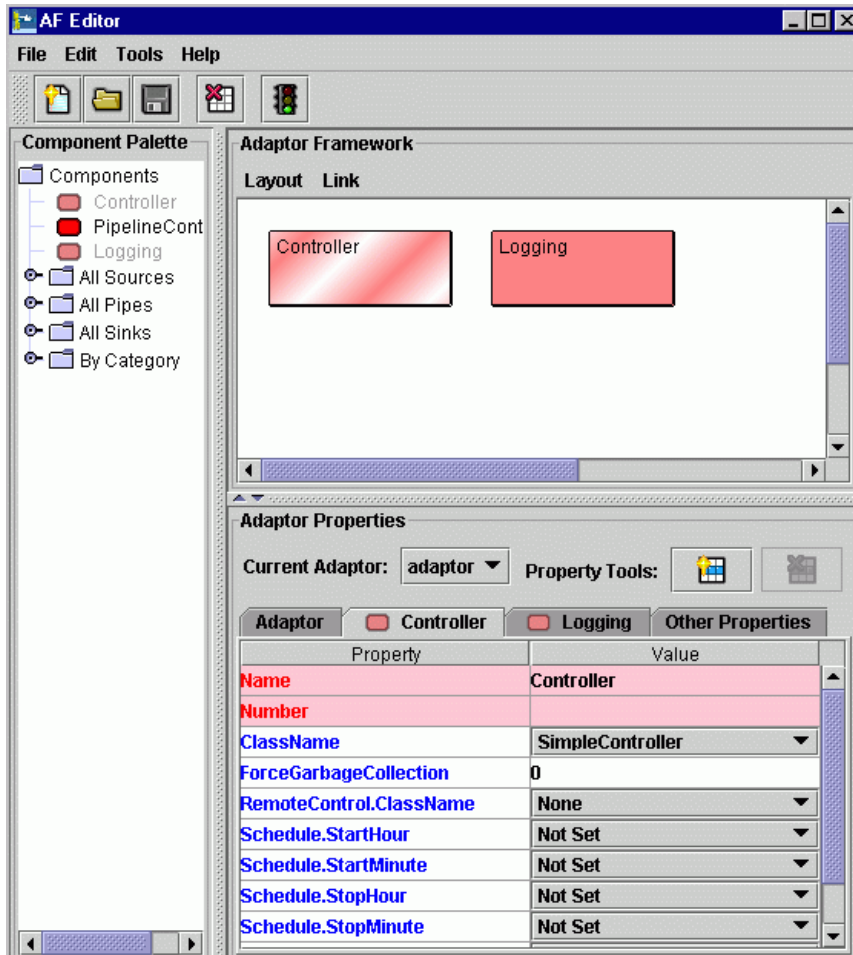 AF Editor
File Edit Tools Help
Component Palette
Components
Controller
PipelineCont
Logging
All Sources
All Pipes
All Sinks
By Category
Adaptor Framework
Layout Link
Controller
Logging
Adaptor Properties
Current Adaptor: adaptor Property Tools:
Adaptor Controller Logging Other Properties
Property Value
Name Controller
Number
ClassName SimpleController
ForceGarbageCollection 0
RemoteControl.ClassName None
Schedule.StartHour Not Set
Schedule.StartMinute Not Set
Schedule.StopHour Not Set
Schedule.StopMinute Not Set